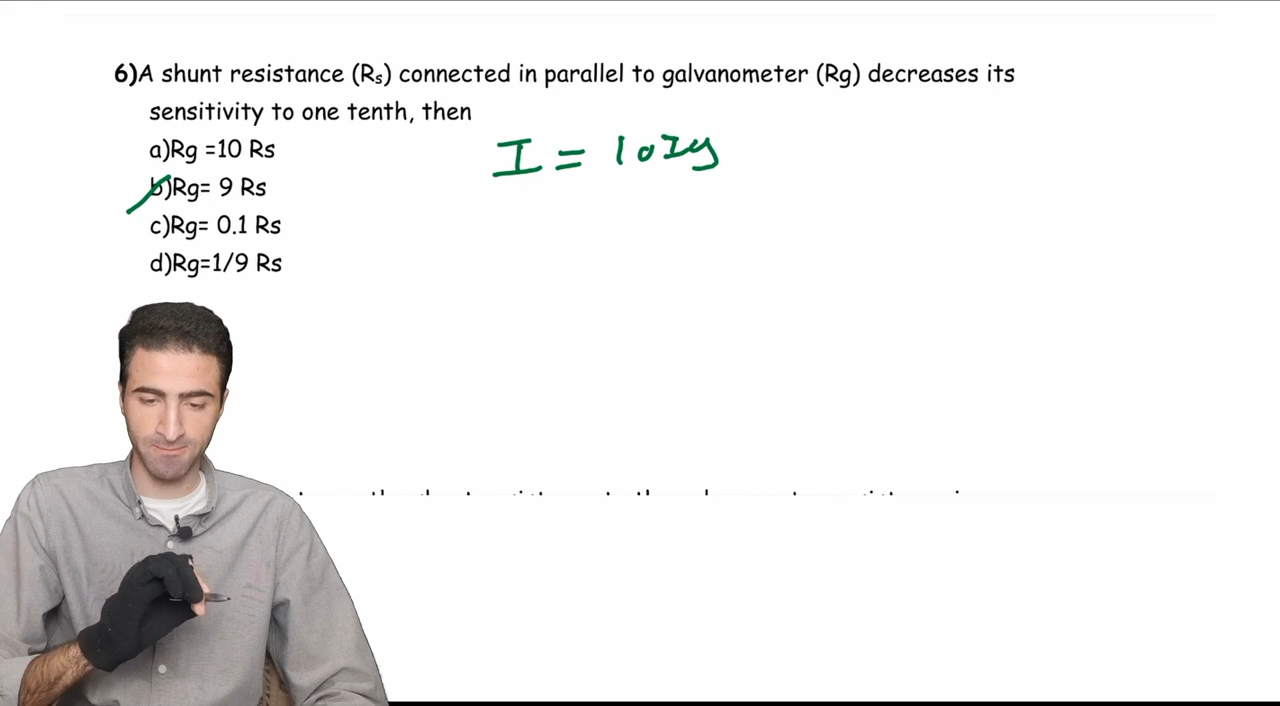 6)A shunt resistance (Rₛ) connected in parallel to galvanometer (Rg) decreases its
sensitivity to one tenth, then
a)Rg =10 Rs
I = 10Ig
b)Rg= 9 Rs
c)Rg= 0.1 Rs
d)Rg=1/9 Rs